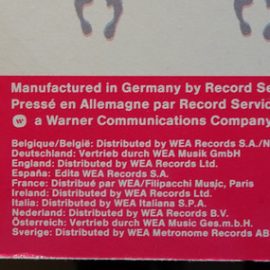 Manufactured in Germany by Record Se
Pressé en Allemagne par Record Servic
w a Warner Communications Company
Belgique/België: Distributed by WEA Records S.A./N
Deutschland: Vertrieb durch WEA Musik GmbH
England: Distributed by WEA Records Ltd.
España: Edita WEA Records S.A.
France: Distribué par WEA/Filipacchi Music, Paris
Ireland: Distributed by WEA Records Ltd.
Italia: Distributed by WEA Italiana S.P.A.
Nederland: Distributed by WEA Records B.V.
Österreich: Vertrieb durch WEA Music Ges.m.b.H.
Sverige: Distributed by WEA Metronome Records AB